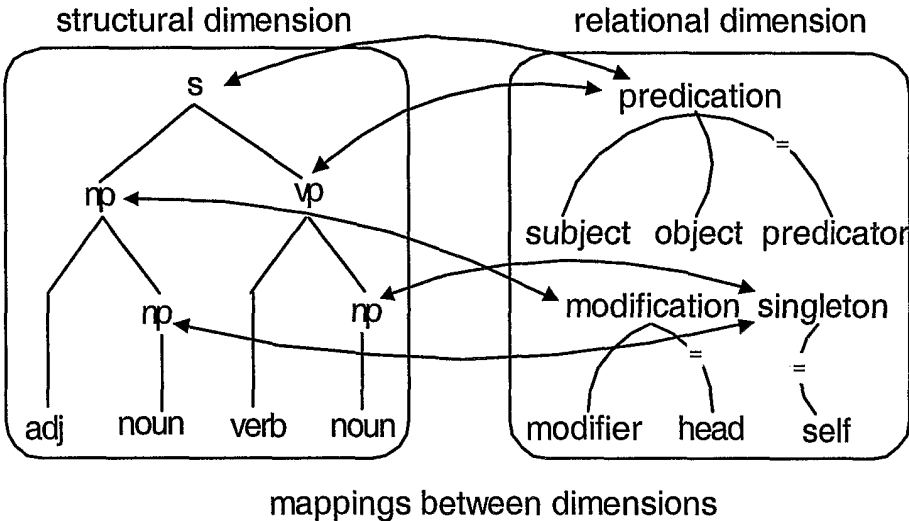 structural dimension
relational dimension
s
predication
=
np
vp
subject object predicator
np
np
modification singleton
=
=
adj noun verb noun
modifier head self
mappings between dimensions